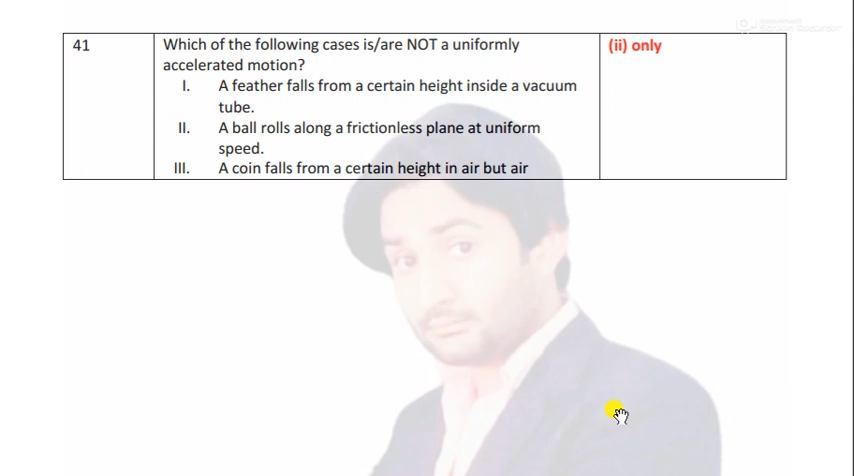 41
Which of the following cases is/are NOT a uniformly
accelerated motion?
I. A feather falls from a certain height inside a vacuum
tube.
II. A ball rolls along a frictionless plane at uniform
speed.
III. A coin falls from a certain height in air but air
(ii) only